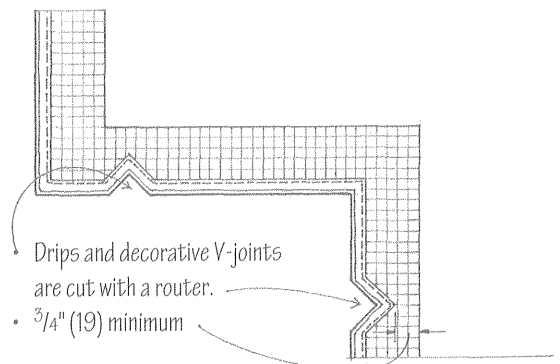 • Drips and decorative V-joints
are cut with a router.
• 3/4" (19) minimum